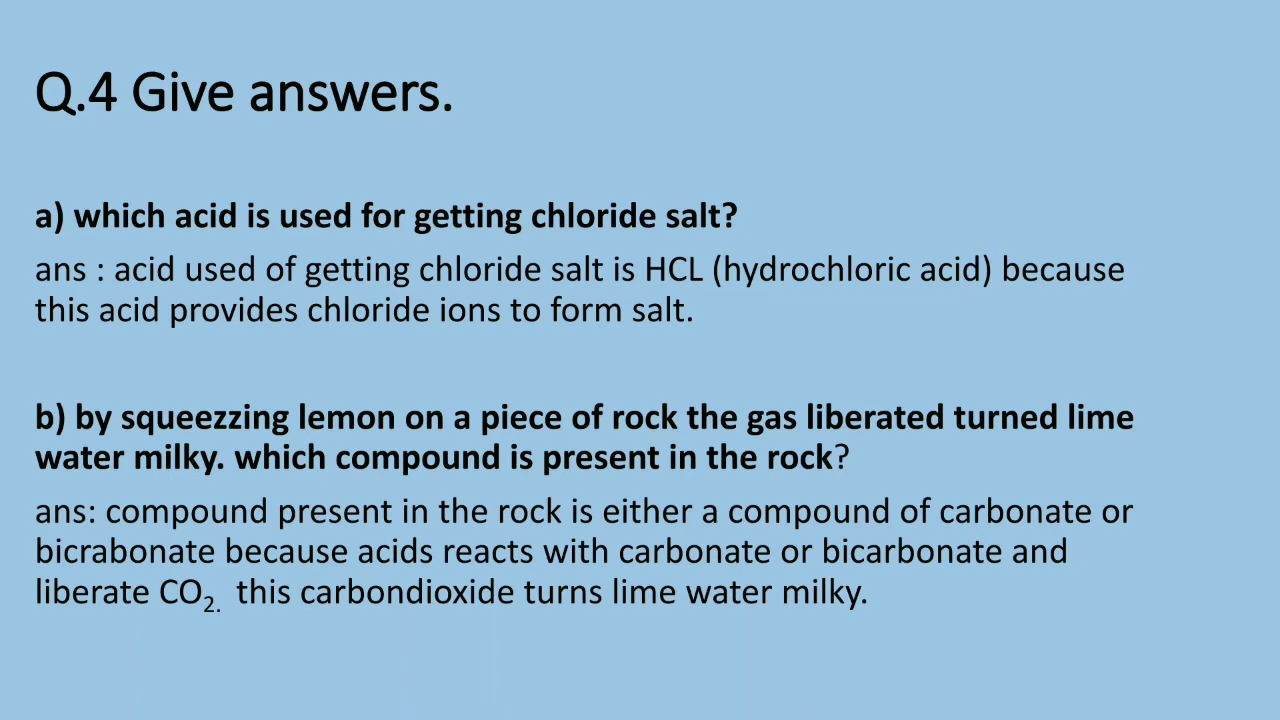 Q.4 Give answers.
a) which acid is used for getting chloride salt?
ans : acid used of getting chloride salt is HCL (hydrochloric acid) because
this acid provides chloride ions to form salt.
b) by squeezzing lemon on a piece of rock the gas liberated turned lime
water milky. which compound is present in the rock?
ans: compound present in the rock is either a compound of carbonate or
bicrabonate because acids reacts with carbonate or bicarbonate and
liberate CO₂. this carbondioxide turns lime water milky.